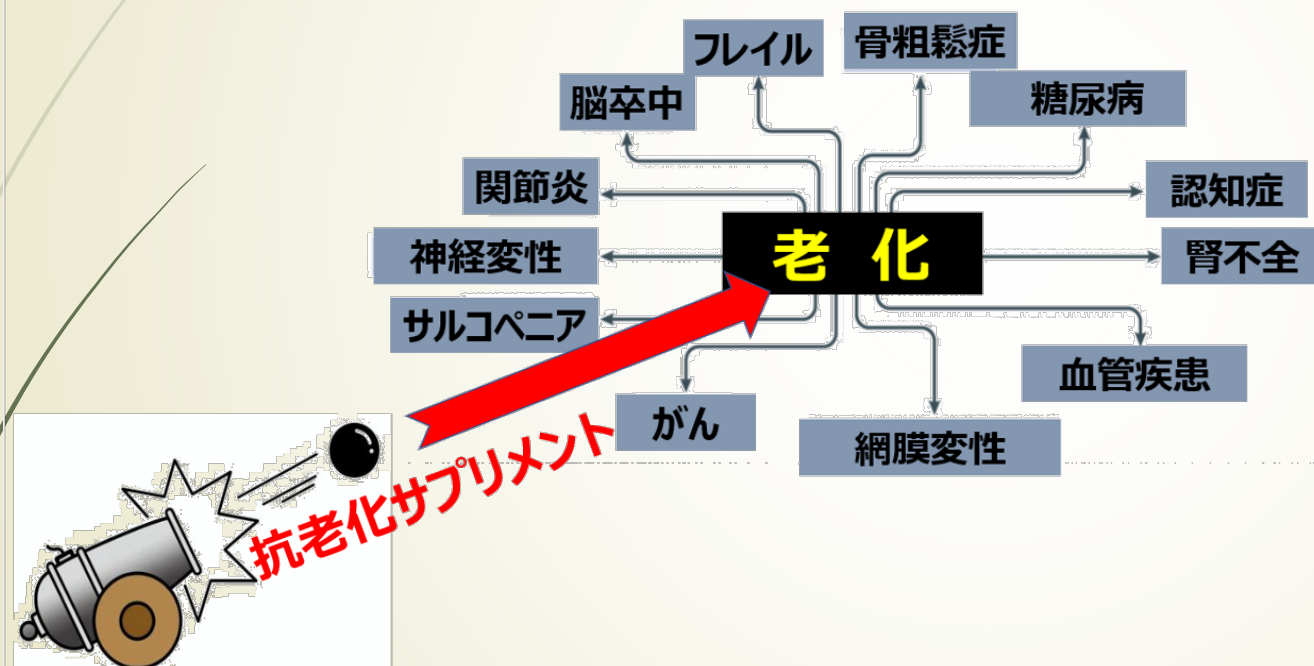 フレイル
骨粗鬆症
脳卒中
糖尿病
関節炎
認知症
老 化
神経変性
腎不全
サルコペニア
血管疾患
がん
網膜変性
抗老化サプリメント